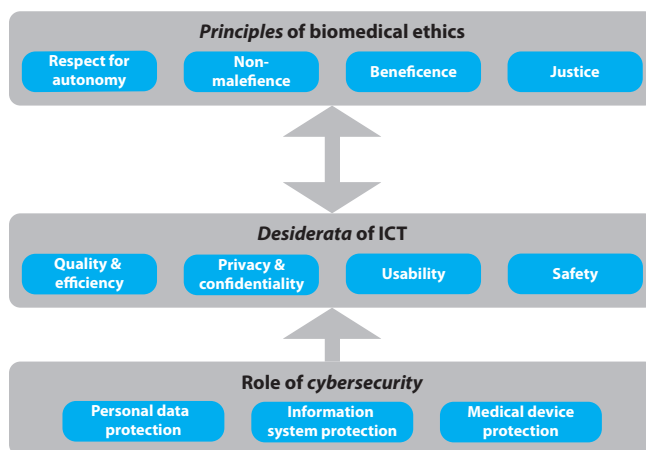 Principles of biomedical ethics
Respect for
autonomy
Non-
malefience
Beneficence
Justice
Desiderata of ICT
Quality &
efficiency
Privacy &
confidentiality
Usability
Safety
Role of cybersecurity
Personal data
protection
Information
system protection
Medical device
protection